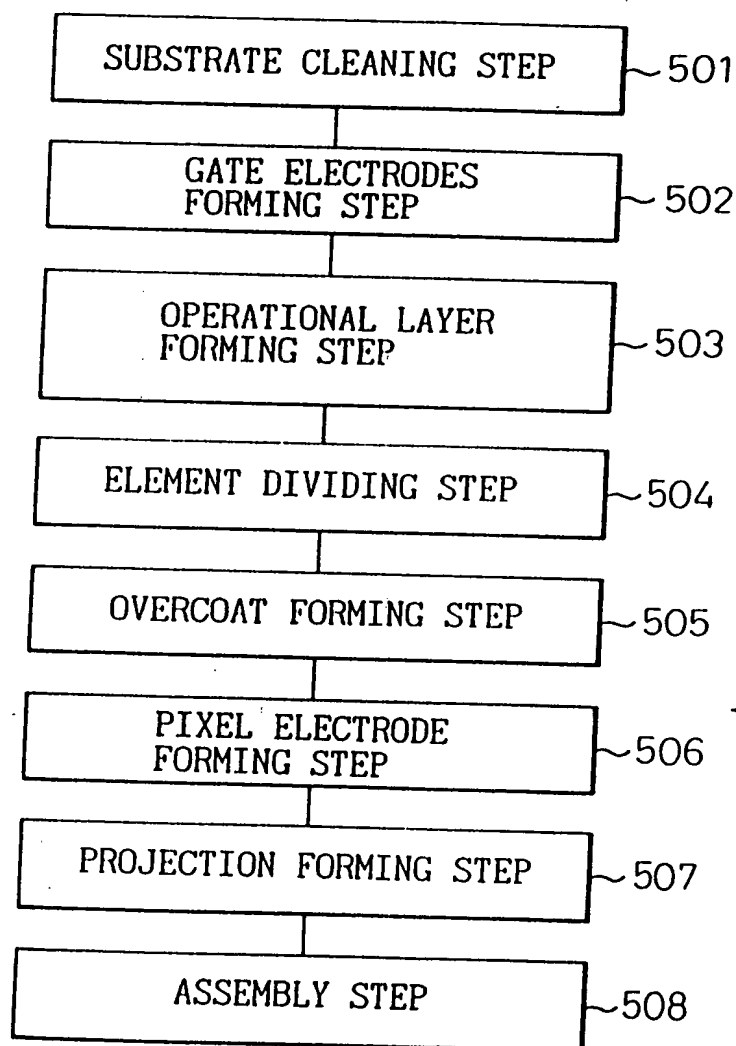 SUBSTRATE CLEANING STEP 501
GATE ELECTRODES
FORMING STEP 502
OPERATIONAL LAYER
FORMING STEP 503
ELEMENT DIVIDING STEP 504
OVERCOAT FORMING STEP 505
PIXEL ELECTRODE
FORMING STEP 506
PROJECTION FORMING STEP 507
ASSEMBLY STEP 508